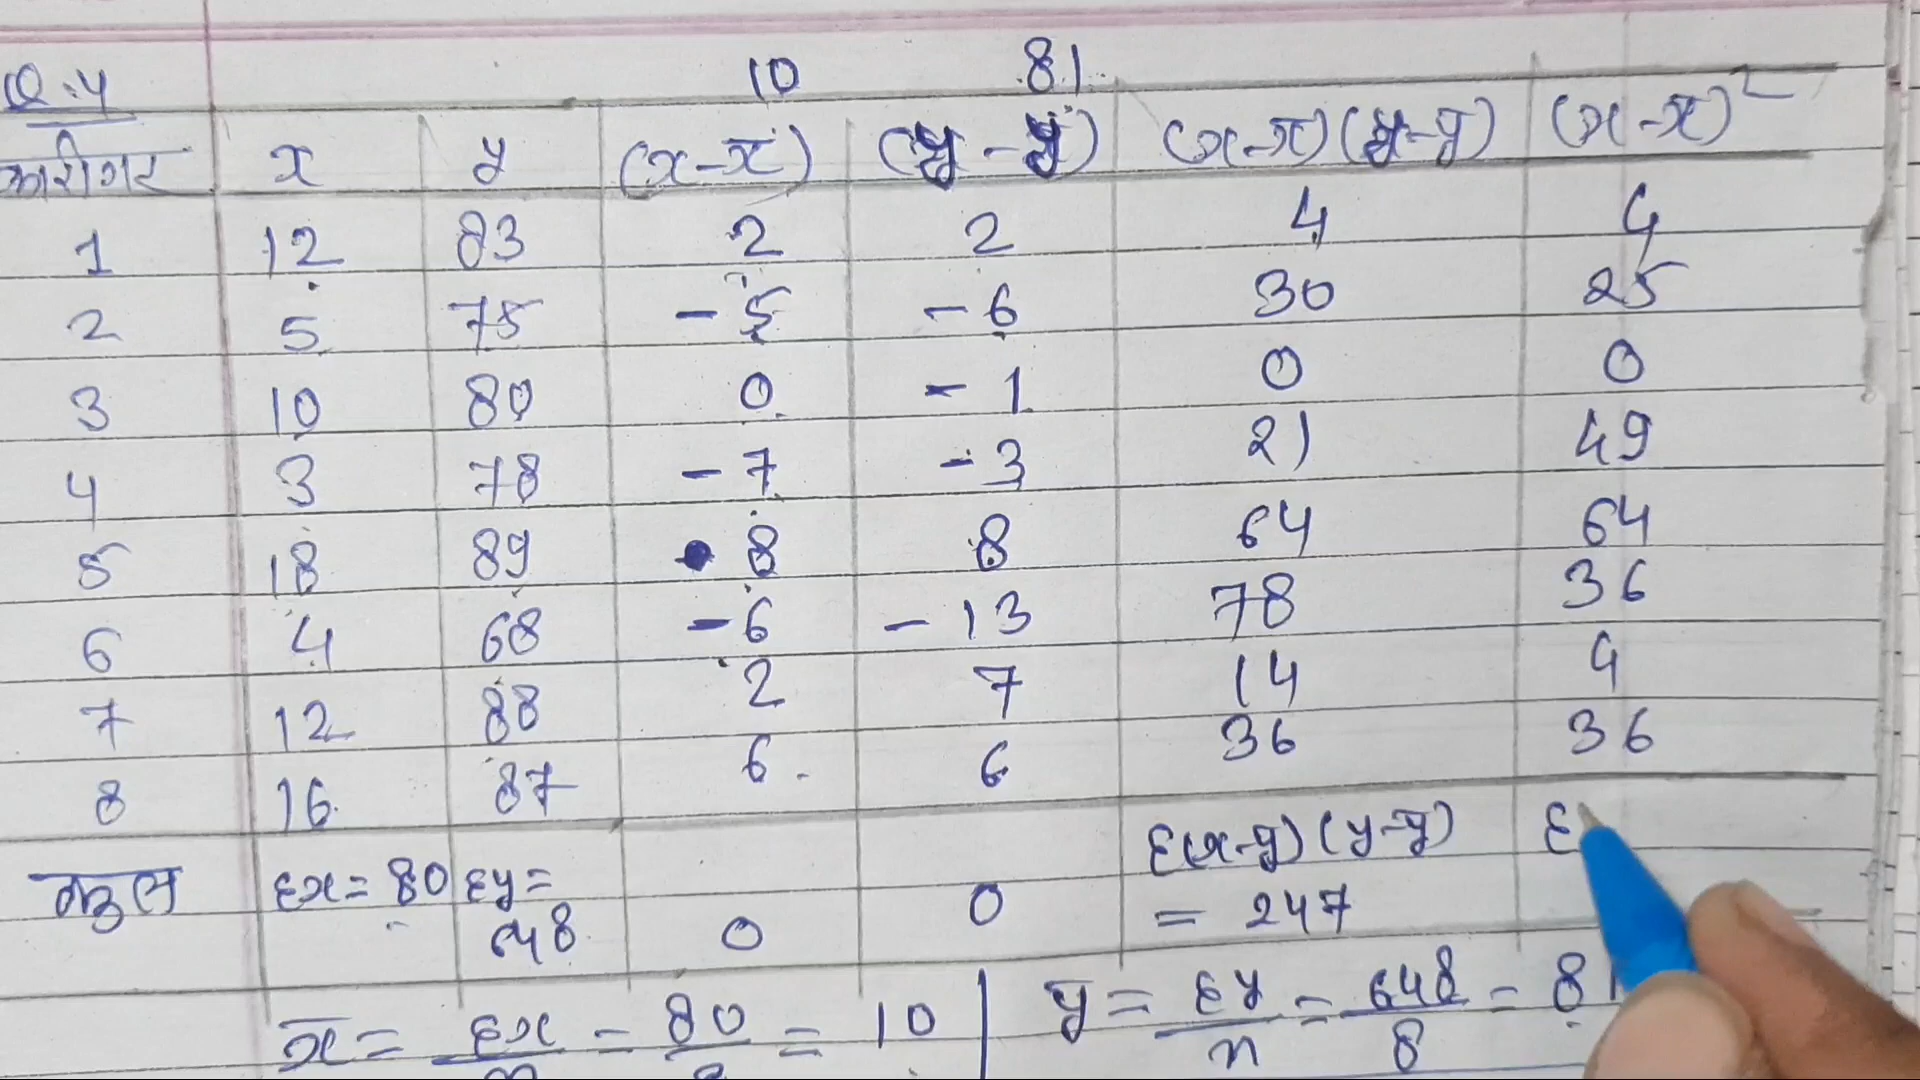 Q.4
10 81
कारीगर x y (x-x̄) (y-ȳ) (x-x̄)(y-ȳ) (x-x̄)²
1 12 83 2 2 4 4
2 5 75 -5 -6 30 25
3 10 80 0 -1 0 0
4 3 78 -7 -3 21 49
5 18 89 8 8 64 64
6 4 68 -6 -13 78 36
7 12 88 2 7 14 4
8 16 87 6 6 36 36
कुल Σx=80 Σy= 0 0 Σ(x-ȳ)(y-ȳ) Σ
648 = 247
x̄ = Σx/n = 80/8 = 10 ȳ = Σy/n = 648/8 = 81